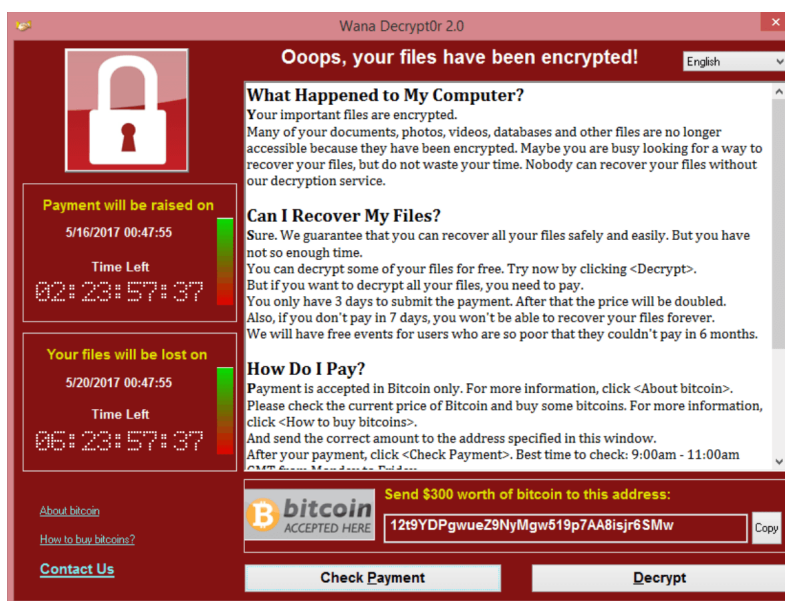 Wana Decrypt0r 2.0
Ooops, your files have been encrypted!
English
Payment will be raised on
5/16/2017 00:47:55
Time Left
02:23:57:37
Your files will be lost on
5/20/2017 00:47:55
Time Left
06:23:57:37
About bitcoin
How to buy bitcoins?
Contact Us
What Happened to My Computer?
Your important files are encrypted.
Many of your documents, photos, videos, databases and other files are no longer
accessible because they have been encrypted. Maybe you are busy looking for a way to
recover your files, but do not waste your time. Nobody can recover your files without
our decryption service.
Can I Recover My Files?
Sure. We guarantee that you can recover all your files safely and easily. But you have
not so enough time.
You can decrypt some of your files for free. Try now by clicking <Decrypt>.
But if you want to decrypt all your files, you need to pay.
You only have 3 days to submit the payment. After that the price will be doubled.
Also, if you don't pay in 7 days, you won't be able to recover your files forever.
We will have free events for users who are so poor that they couldn't pay in 6 months.
How Do I Pay?
Payment is accepted in Bitcoin only. For more information, click <About bitcoin>.
Please check the current price of Bitcoin and buy some bitcoins. For more information,
click <How to buy bitcoins>.
And send the correct amount to the address specified in this window.
After your payment, click <Check Payment>. Best time to check: 9:00am - 11:00am
GMT from Monday to Friday
bitcoin
ACCEPTED HERE
Send $300 worth of bitcoin to this address:
12t9YDPgwueZ9NyMgw519p7AA8isjr6SMw
Copy
Check Payment
Decrypt